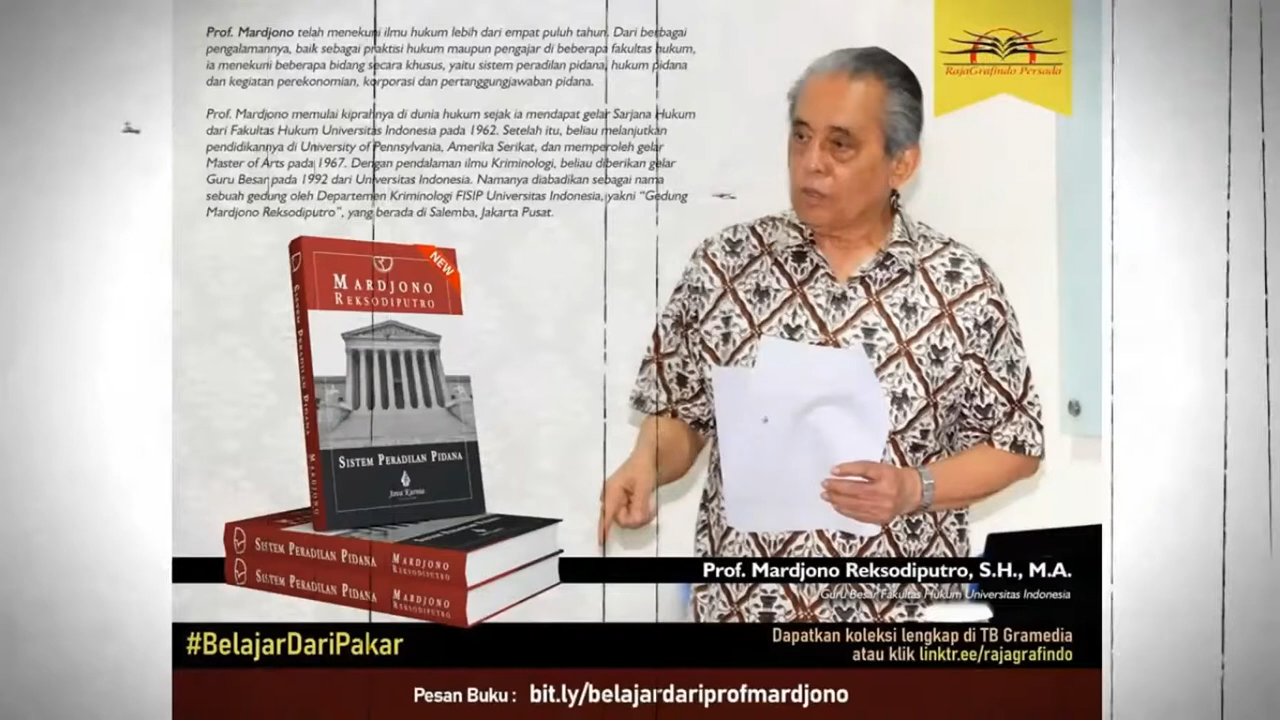 Prof. Mardjono telah menekuni ilmu hukum lebih dari empat puluh tahun. Dari berbagai
pengalamannya, baik sebagai praktisi hukum maupun pengajar di beberapa fakultas hukum,
ia menekuni beberapa bidang secara khusus, yaitu sistem peradilan pidana, hukum pidana
dan kegiatan perekonomian, korporasi dan pertanggungjawaban pidana.
Prof. Mardjono memulai kiprahnya di dunia hukum sejak ia mendapat gelar Sarjana Hukum
dari Fakultas Hukum Universitas Indonesia pada 1962. Setelah itu, beliau melanjutkan
pendidikannya di University of Pennsylvania, Amerika Serikat, dan memperoleh gelar
Master of Arts pada 1967. Dengan pendalaman ilmu Kriminologi, beliau diberikan gelar
Guru Besar pada 1992 dari Universitas Indonesia. Namanya diabadikan sebagai nama
sebuah gedung oleh Departemen Kriminologi FISIP Universitas Indonesia, yakni "Gedung
Mardjono Reksodiputro", yang berada di Salemba, Jakarta Pusat.
RajaGrafindo Persada
NEW
MARDJONO
REKSODIPUTRO
SISTEM PERADILAN PIDANA
SISTEM PERADILAN PIDANA
MARDJONO
SISTEM PERADILAN PIDANA
MARDJONO
REKSODIPUTRO
SISTEM PERADILAN PIDANA
MARDJONO
REKSODIPUTRO
Prof. Mardjono Reksodiputro, S.H., M.A.
Guru Besar Fakultas Hukum Universitas Indonesia
#BelajarDariPakar
Dapatkan koleksi lengkap di TB Gramedia
atau klik linktr.ee/rajagrafindo
Pesan Buku : bit.ly/belajardariprofmardjono